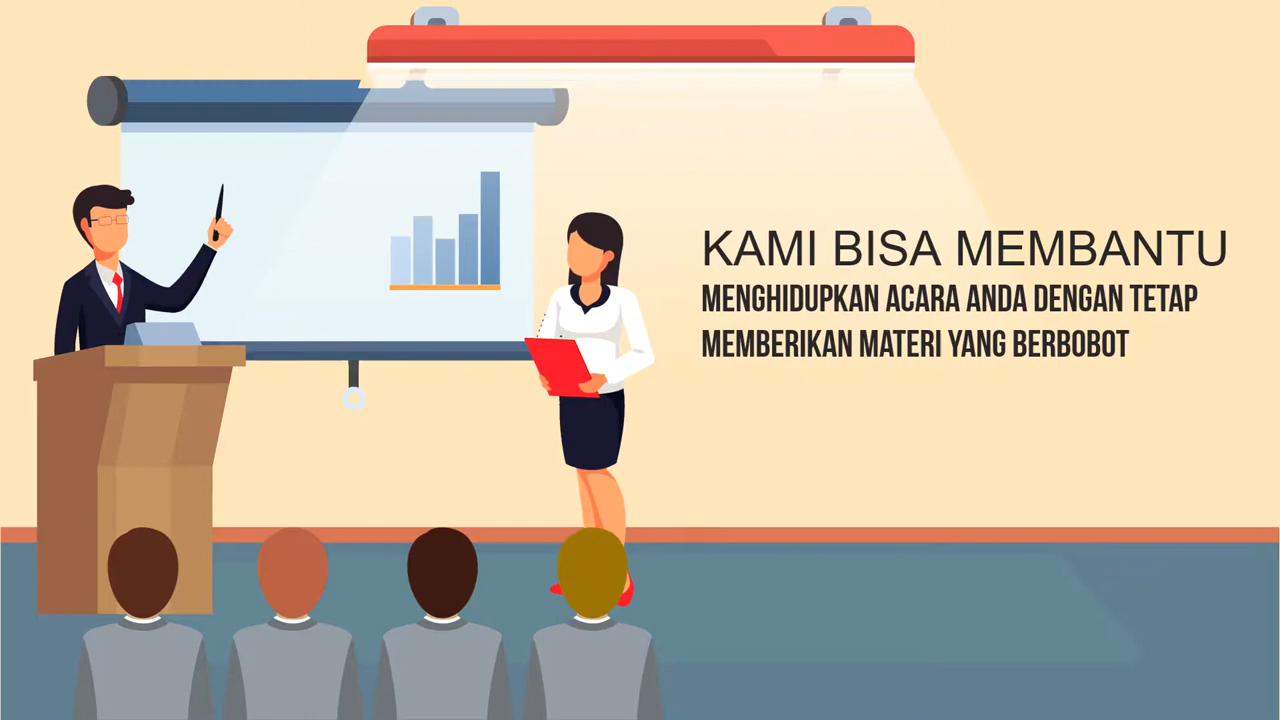 KAMI BISA MEMBANTU
MENGHIDUPKAN ACARA ANDA DENGAN TETAP
MEMBERIKAN MATERI YANG BERBOBOT